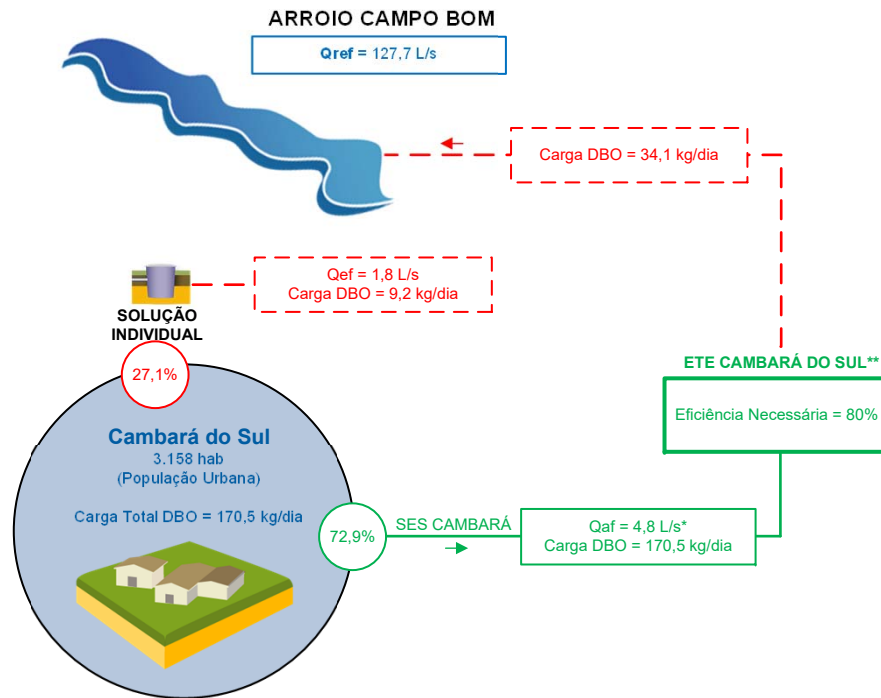 ARROIO CAMPO BOM
Qref = 127,7 L/s
Carga DBO = 34,1 kg/dia
Qef = 1,8 L/s
Carga DBO = 9,2 kg/dia
SOLUÇÃO
INDIVIDUAL
27,1%
ETE CAMBARÁ DO SUL**
Eficiência Necessária = 80%
Cambará do Sul
3.158 hab
(População Urbana)
Carga Total DBO = 170,5 kg/dia
72,9%
SES CAMBARÁ
Qaf = 4,8 L/s*
Carga DBO = 170,5 kg/dia